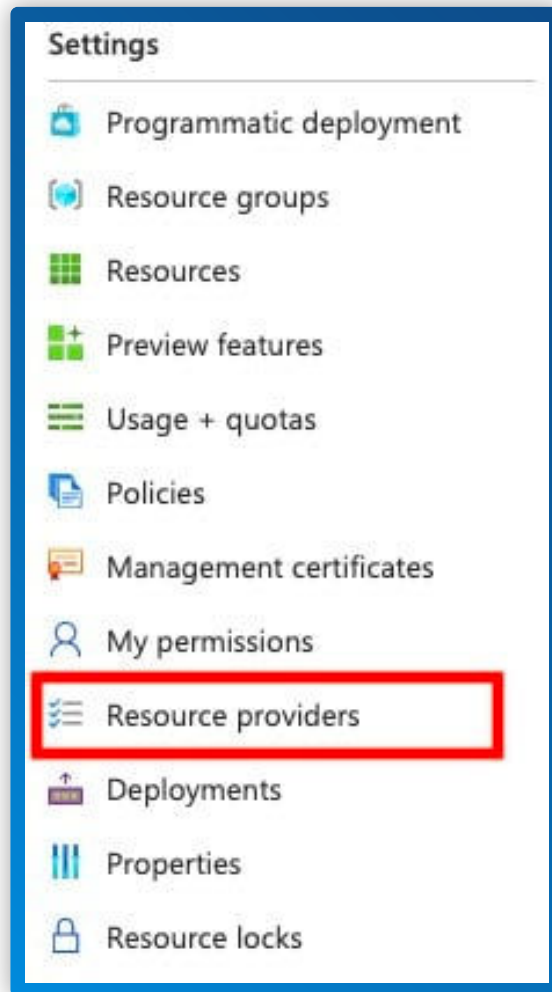 Settings
Programmatic deployment
Resource groups
Resources
Preview features
Usage + quotas
Policies
Management certificates
My permissions
Resource providers
Deployments
Properties
Resource locks